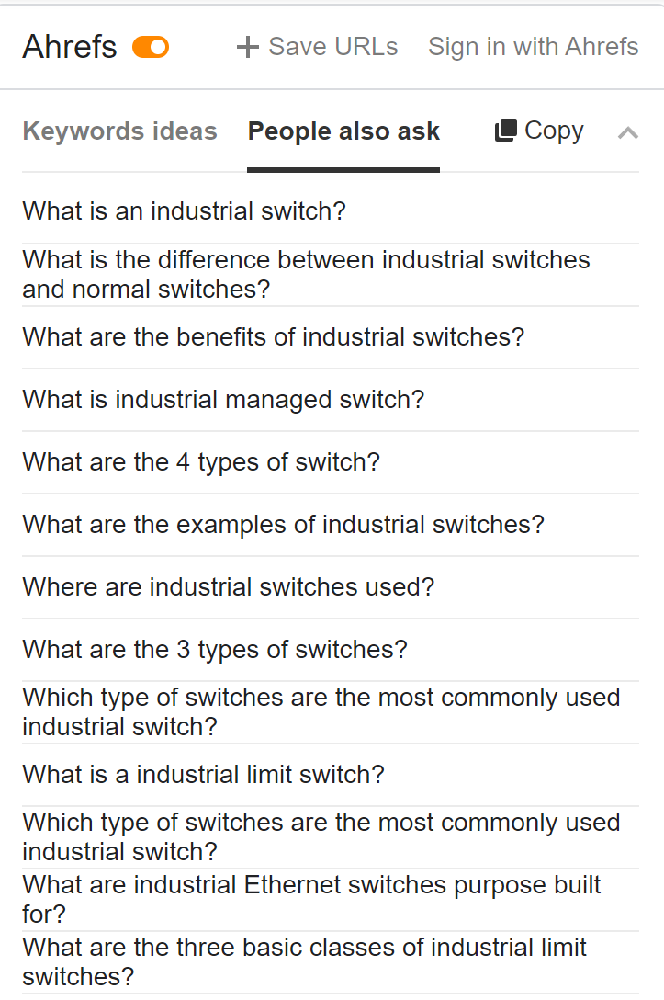 Ahrefs
Save URLs
Sign in with Ahrefs
Keywords ideas
People also ask
Copy
What is an industrial switch?
What is the difference between industrial switches
and normal switches?
What are the benefits of industrial switches?
What is industrial managed switch?
What are the 4 types of switch?
What are the examples of industrial switches?
Where are industrial switches used?
What are the 3 types of switches?
Which type of switches are the most commonly used
industrial switch?
What is a industrial limit switch?
Which type of switches are the most commonly used
industrial switch?
What are industrial Ethernet switches purpose built
for?
What are the three basic classes of industrial limit
switches?